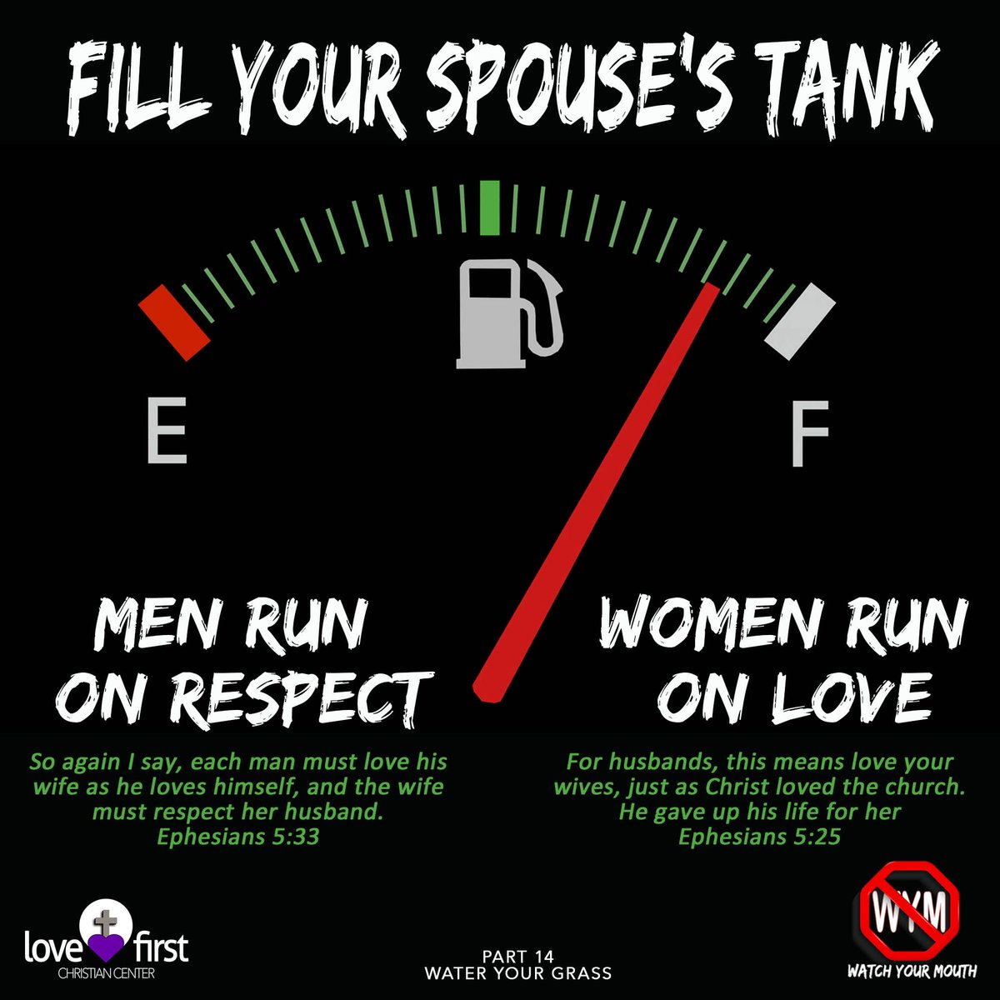 FILL YOUR SPOUSE'S TANK
E
F
MEN RUN
ON RESPECT
So again I say, each man must love his
wife as he loves himself, and the wife
must respect her husband.
Ephesians 5:33
WOMEN RUN
ON LOVE
For husbands, this means love your
wives, just as Christ loved the church.
He gave up his life for her
Ephesians 5:25
love first
CHRISTIAN CENTER
PART 14
WATER YOUR GRASS
WYM
WATCH YOUR MOUTH